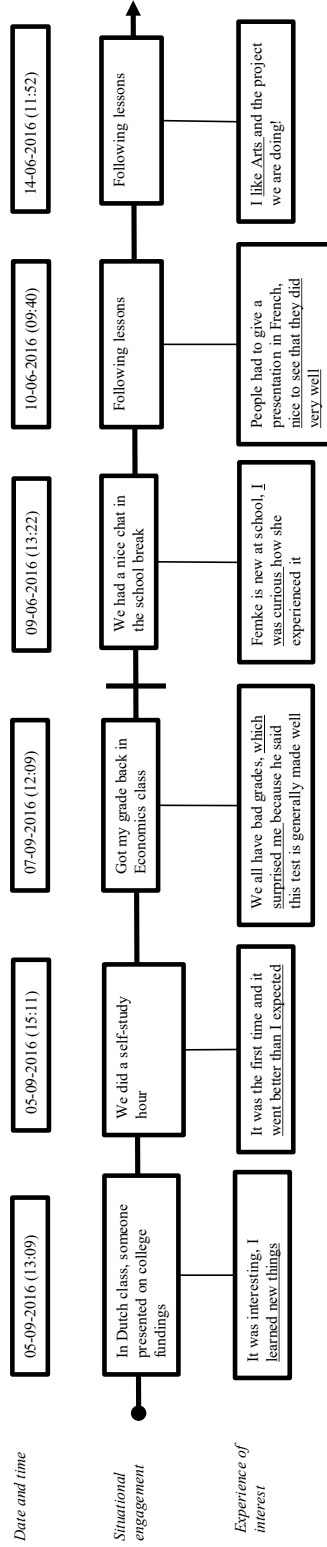 Date and time
05-09-2016 (13:09)
05-09-2016 (15:11)
07-09-2016 (12:09)
09-06-2016 (13:22)
10-06-2016 (09:40)
14-06-2016 (11:52)
Situational
engagement
In Dutch class, someone
presented on college
fundings
We did a self-study
hour
Got my grade back in
Economics class
We had a nice chat in
the school break
Following lessons
Following lessons
Experience of
interest
It was interesting, I
learned new things
It was the first time and it
went better than I expected
We all have bad grades, which
surprised me because he said
this test is generally made well
Femke is new at school, I
was curious how she
experienced it
People had to give a
presentation in French,
nice to see that they did
very well
I like Arts and the project
we are doing!